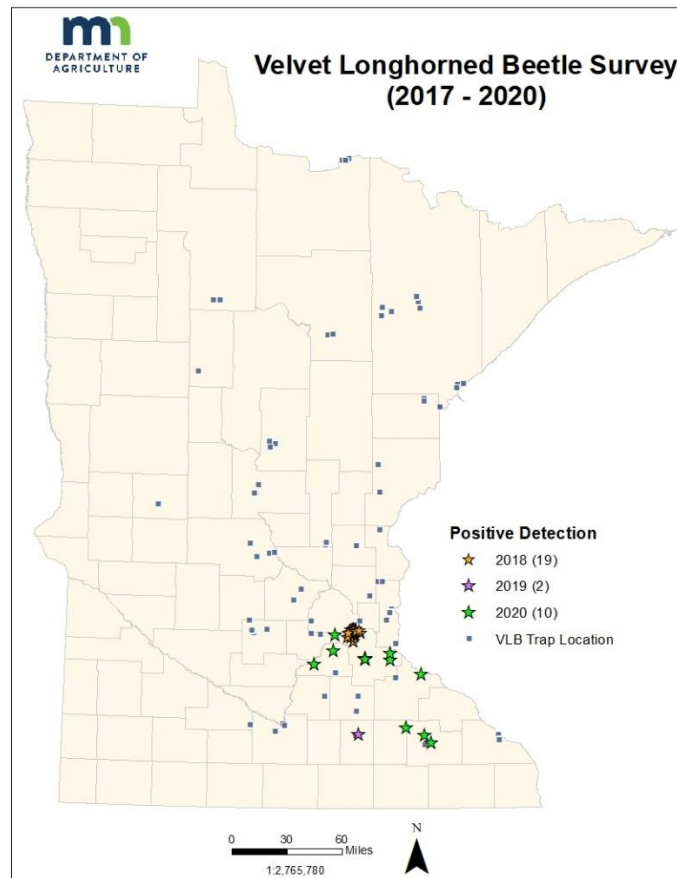 DEPARTMENT OF
AGRICULTURE
Velvet Longhorned Beetle Survey
(2017 - 2020)
Positive Detection
2018 (19)
2019 (2)
2020 (10)
VLB Trap Location
0 30 60
Miles
1:2,765,780
N